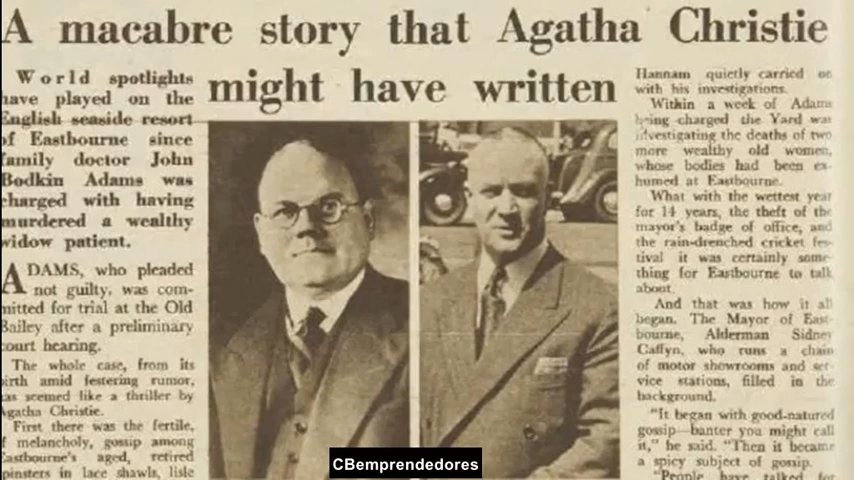 A macabre story that Agatha Christie
might have written
World spotlights
have played on the
English seaside resort
of Eastbourne since
family doctor John
Bodkin Adams was
charged with having
murdered a wealthy
widow patient.
ADAMS, who pleaded
not guilty, was com-
mitted for trial at the Old
Bailey after a preliminary
court hearing.
The whole case, from its
birth amid festering rumor,
has seemed like a thriller by
Agatha Christie.
First there was the fertile,
if melancholy, gossip among
Eastbourne's aged, retired
spinsters in lace shawls, lisle
Hannam quietly carried on
with his investigations.
Within a week of Adams
being charged the Yard was
investigating the deaths of two
more wealthy old women,
whose bodies had been ex-
humed at Eastbourne.
What with the wettest year
for 14 years, the theft of the
mayor's badge of office, and
the rain-drenched cricket fes-
tival it was certainly some-
thing for Eastbourne to talk
about.
And that was how it all
began. The Mayor of East-
bourne, Alderman Sidney
Caffyn, who runs a chain
of motor showrooms and ser-
vice stations, filled in the
background.
"It began with good-natured
gossip—banter you might call
it," he said. "Then it became
a spicy subject of gossip.
"People have talked for
CBemprendedores